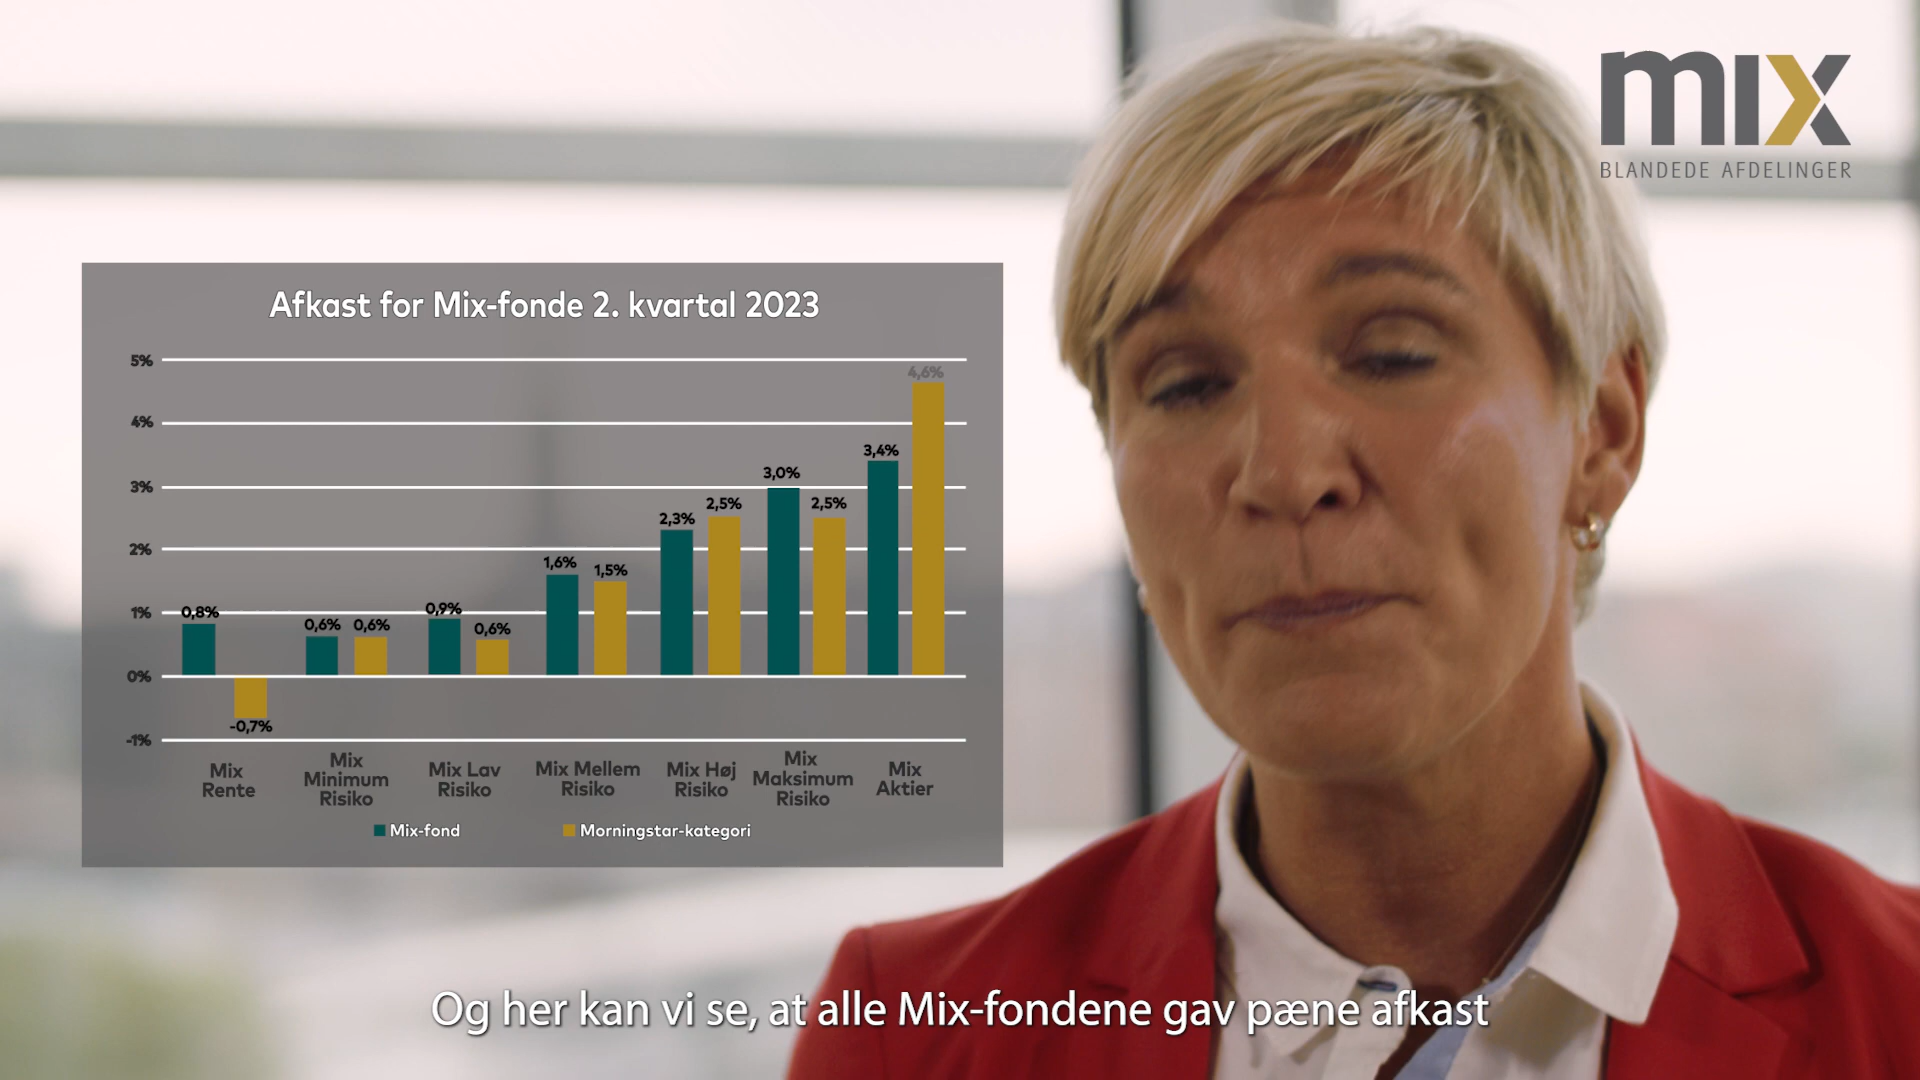 mix
BLANDEDE AFDELINGER
Afkast for Mix-fonde 2. kvartal 2023
5%
4%
3%
2%
1%
0%
-1%
0,8%
-0,7%
0,6%
0,6%
0,9%
0,6%
1,6%
1,5%
2,3%
2,5%
3,0%
2,5%
3,4%
4,6%
Mix
Rente
Mix
Minimum
Risiko
Mix Lav
Risiko
Mix Mellem
Risiko
Mix Høj
Risiko
Mix
Maksimum
Risiko
Mix
Aktier
Mix-fond
Morningstar-kategori
Og her kan vi se, at alle Mix-fondene gav pæne afkast